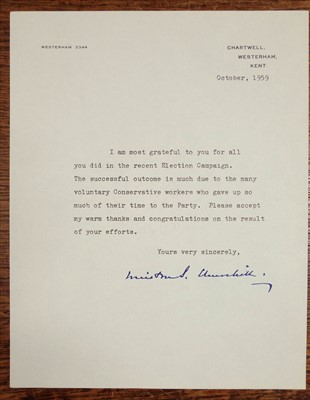 WESTERHAM 3344
CHARTWELL,
WESTERHAM,
KENT.
October, 1959
I am most grateful to you for all
you did in the recent Election Campaign.
The successful outcome is much due to the many
voluntary Conservative workers who gave up so
much of their time to the Party. Please accept
my warm thanks and congratulations on the result
of your efforts.
Yours very sincerely,
Winston S. Churchill.